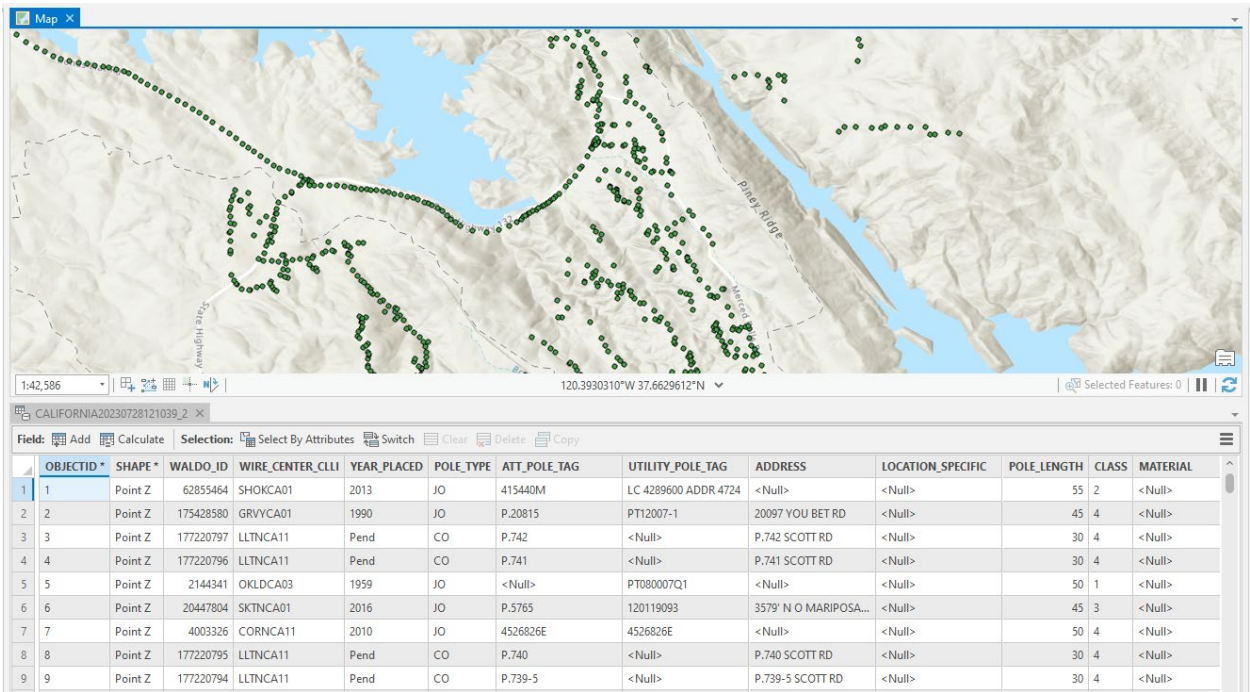 Map
Piney Ridge
Highway 132
State Highway
Merced
1:42,586
120.3930310°W 37.6629612°N
Selected Features: 0
CALIFORNIA20230728121039_2
Field: Add Calculate Selection: Select By Attributes Switch Clear Delete Copy
OBJECTID * SHAPE * WALDO_ID WIRE_CENTER_CLLI YEAR_PLACED POLE_TYPE ATT_POLE_TAG UTILITY_POLE_TAG ADDRESS LOCATION_SPECIFIC POLE_LENGTH CLASS MATERIAL
1 1 Point Z 62855464 SHOKCA01 2013 JO 415440M LC 4289600 ADDR 4724 <Null> <Null> 55 2 <Null>
2 2 Point Z 175428580 GRVYCA01 1990 JO P.20815 PT12007-1 20097 YOU BET RD <Null> 45 4 <Null>
3 3 Point Z 177220797 LLTNCA11 Pend CO P.742 <Null> P.742 SCOTT RD <Null> 30 4 <Null>
4 4 Point Z 177220796 LLTNCA11 Pend CO P.741 <Null> P.741 SCOTT RD <Null> 30 4 <Null>
5 5 Point Z 2144341 OKLDCA03 1959 JO <Null> PT080007Q1 <Null> <Null> 50 1 <Null>
6 6 Point Z 20447804 SKTNCA01 2016 JO P.5765 120119093 3579' N O MARIPOSA... <Null> 45 3 <Null>
7 7 Point Z 4003326 CORNCA11 2010 JO 4526826E 4526826E <Null> <Null> 50 4 <Null>
8 8 Point Z 177220795 LLTNCA11 Pend CO P.740 <Null> P.740 SCOTT RD <Null> 30 4 <Null>
9 9 Point Z 177220794 LLTNCA11 Pend CO P.739-5 <Null> P.739-5 SCOTT RD <Null> 30 4 <Null>